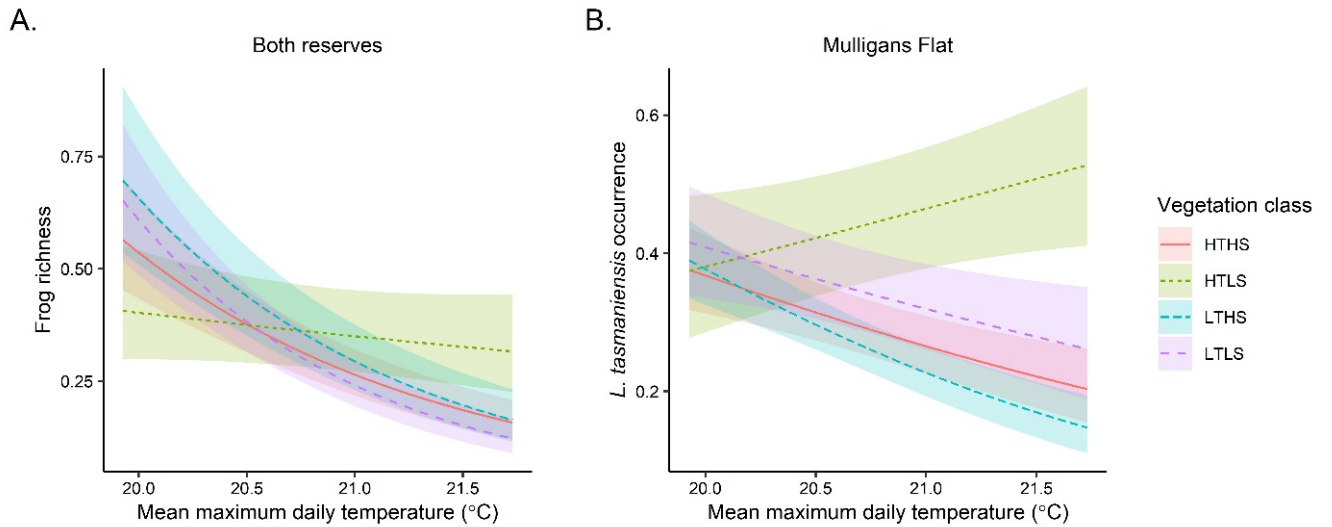 A.
Both reserves
Frog richness
0.75
0.50
0.25
20.0 20.5 21.0 21.5
Mean maximum daily temperature (°C)
B.
Mulligans Flat
L. tasmaniensis occurrence
0.6
0.4
0.2
20.0 20.5 21.0 21.5
Mean maximum daily temperature (°C)
Vegetation class
HTHS
HTLS
LTHS
LTLS